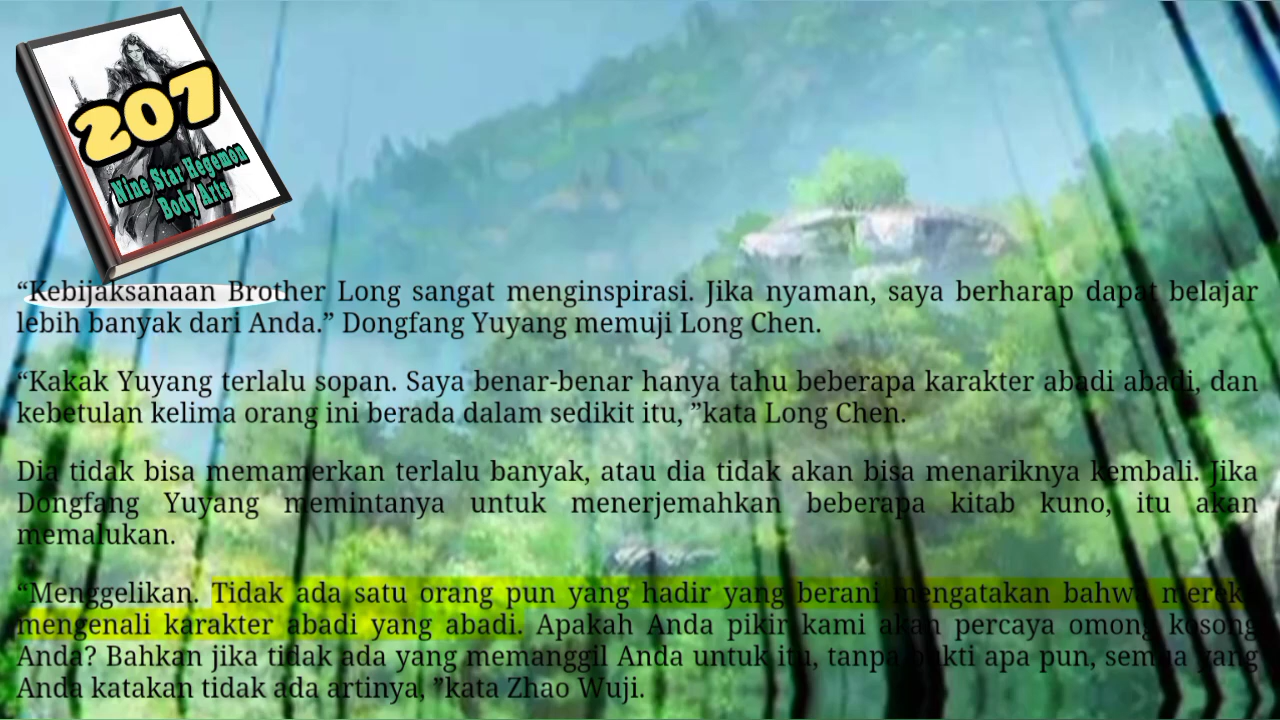 207
Nine Star Hegemon
Body Arts
“Kebijaksanaan Brother Long sangat menginspirasi. Jika nyaman, saya berharap dapat belajar
lebih banyak dari Anda.” Dongfang Yuyang memuji Long Chen.
“Kakak Yuyang terlalu sopan. Saya benar-benar hanya tahu beberapa karakter abadi abadi, dan
kebetulan kelima orang ini berada dalam sedikit itu, ”kata Long Chen.
Dia tidak bisa memamerkan terlalu banyak, atau dia tidak akan bisa menariknya kembali. Jika
Dongfang Yuyang memintanya untuk menerjemahkan beberapa kitab kuno, itu akan
memalukan.
“Menggelikan. Tidak ada satu orang pun yang hadir yang berani mengatakan bahwa mereka
mengenali karakter abadi yang abadi. Apakah Anda pikir kami akan percaya omong kosong
Anda? Bahkan jika tidak ada yang memanggil Anda untuk itu, tanpa bukti apa pun, semua yang
Anda katakan tidak ada artinya, ”kata Zhao Wuji.